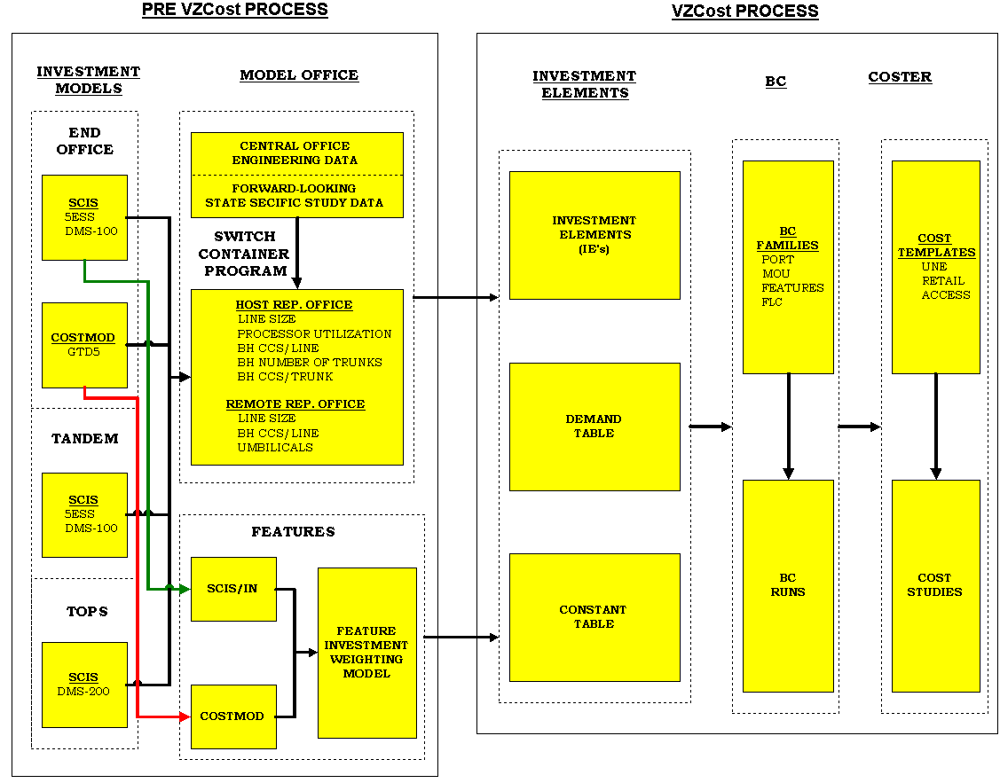 PRE VZCost PROCESS
INVESTMENT
MODELS
END
OFFICE
SCIS
5ESS
DMS-100
COSTMOD
GTD5
TANDEM
SCIS
5ESS
DMS-100
TOPS
SCIS
DMS-200
MODEL OFFICE
CENTRAL OFFICE
ENGINEERING DATA
FORWARD-LOOKING
STATE SECIFIC STUDY DATA
SWITCH
CONTAINER
PROGRAM
HOST REP. OFFICE
LINE SIZE
PROCESSOR UTILIZATION
BH CCS/LINE
BH NUMBER OF TRUNKS
BH CCS/TRUNK
REMOTE REP. OFFICE
LINE SIZE
BH CCS/LINE
UMBILICALS
FEATURES
SCIS/IN
COSTMOD
FEATURE
INVESTMENT
WEIGHTING
MODEL
VZCost PROCESS
INVESTMENT
ELEMENTS
INVESTMENT
ELEMENTS
(IE's)
DEMAND
TABLE
CONSTANT
TABLE
BC
BC
FAMILIES
PORT
MOU
FEATURES
FLC
BC
RUNS
COSTER
COST
TEMPLATES
UNE
RETAIL
ACCESS
COST
STUDIES